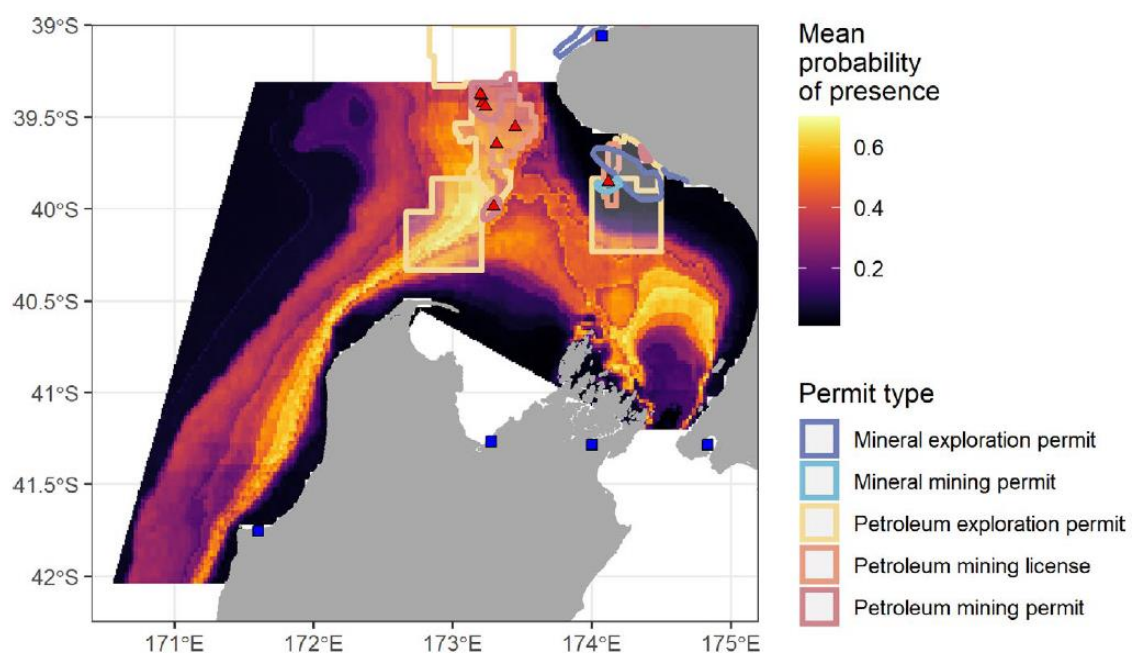 39°S
39.5°S
40°S
40.5°S
41°S
41.5°S
42°S
171°E
172°E
173°E
174°E
175°E
Mean
probability
of presence
0.6
0.4
0.2
Permit type
Mineral exploration permit
Mineral mining permit
Petroleum exploration permit
Petroleum mining license
Petroleum mining permit